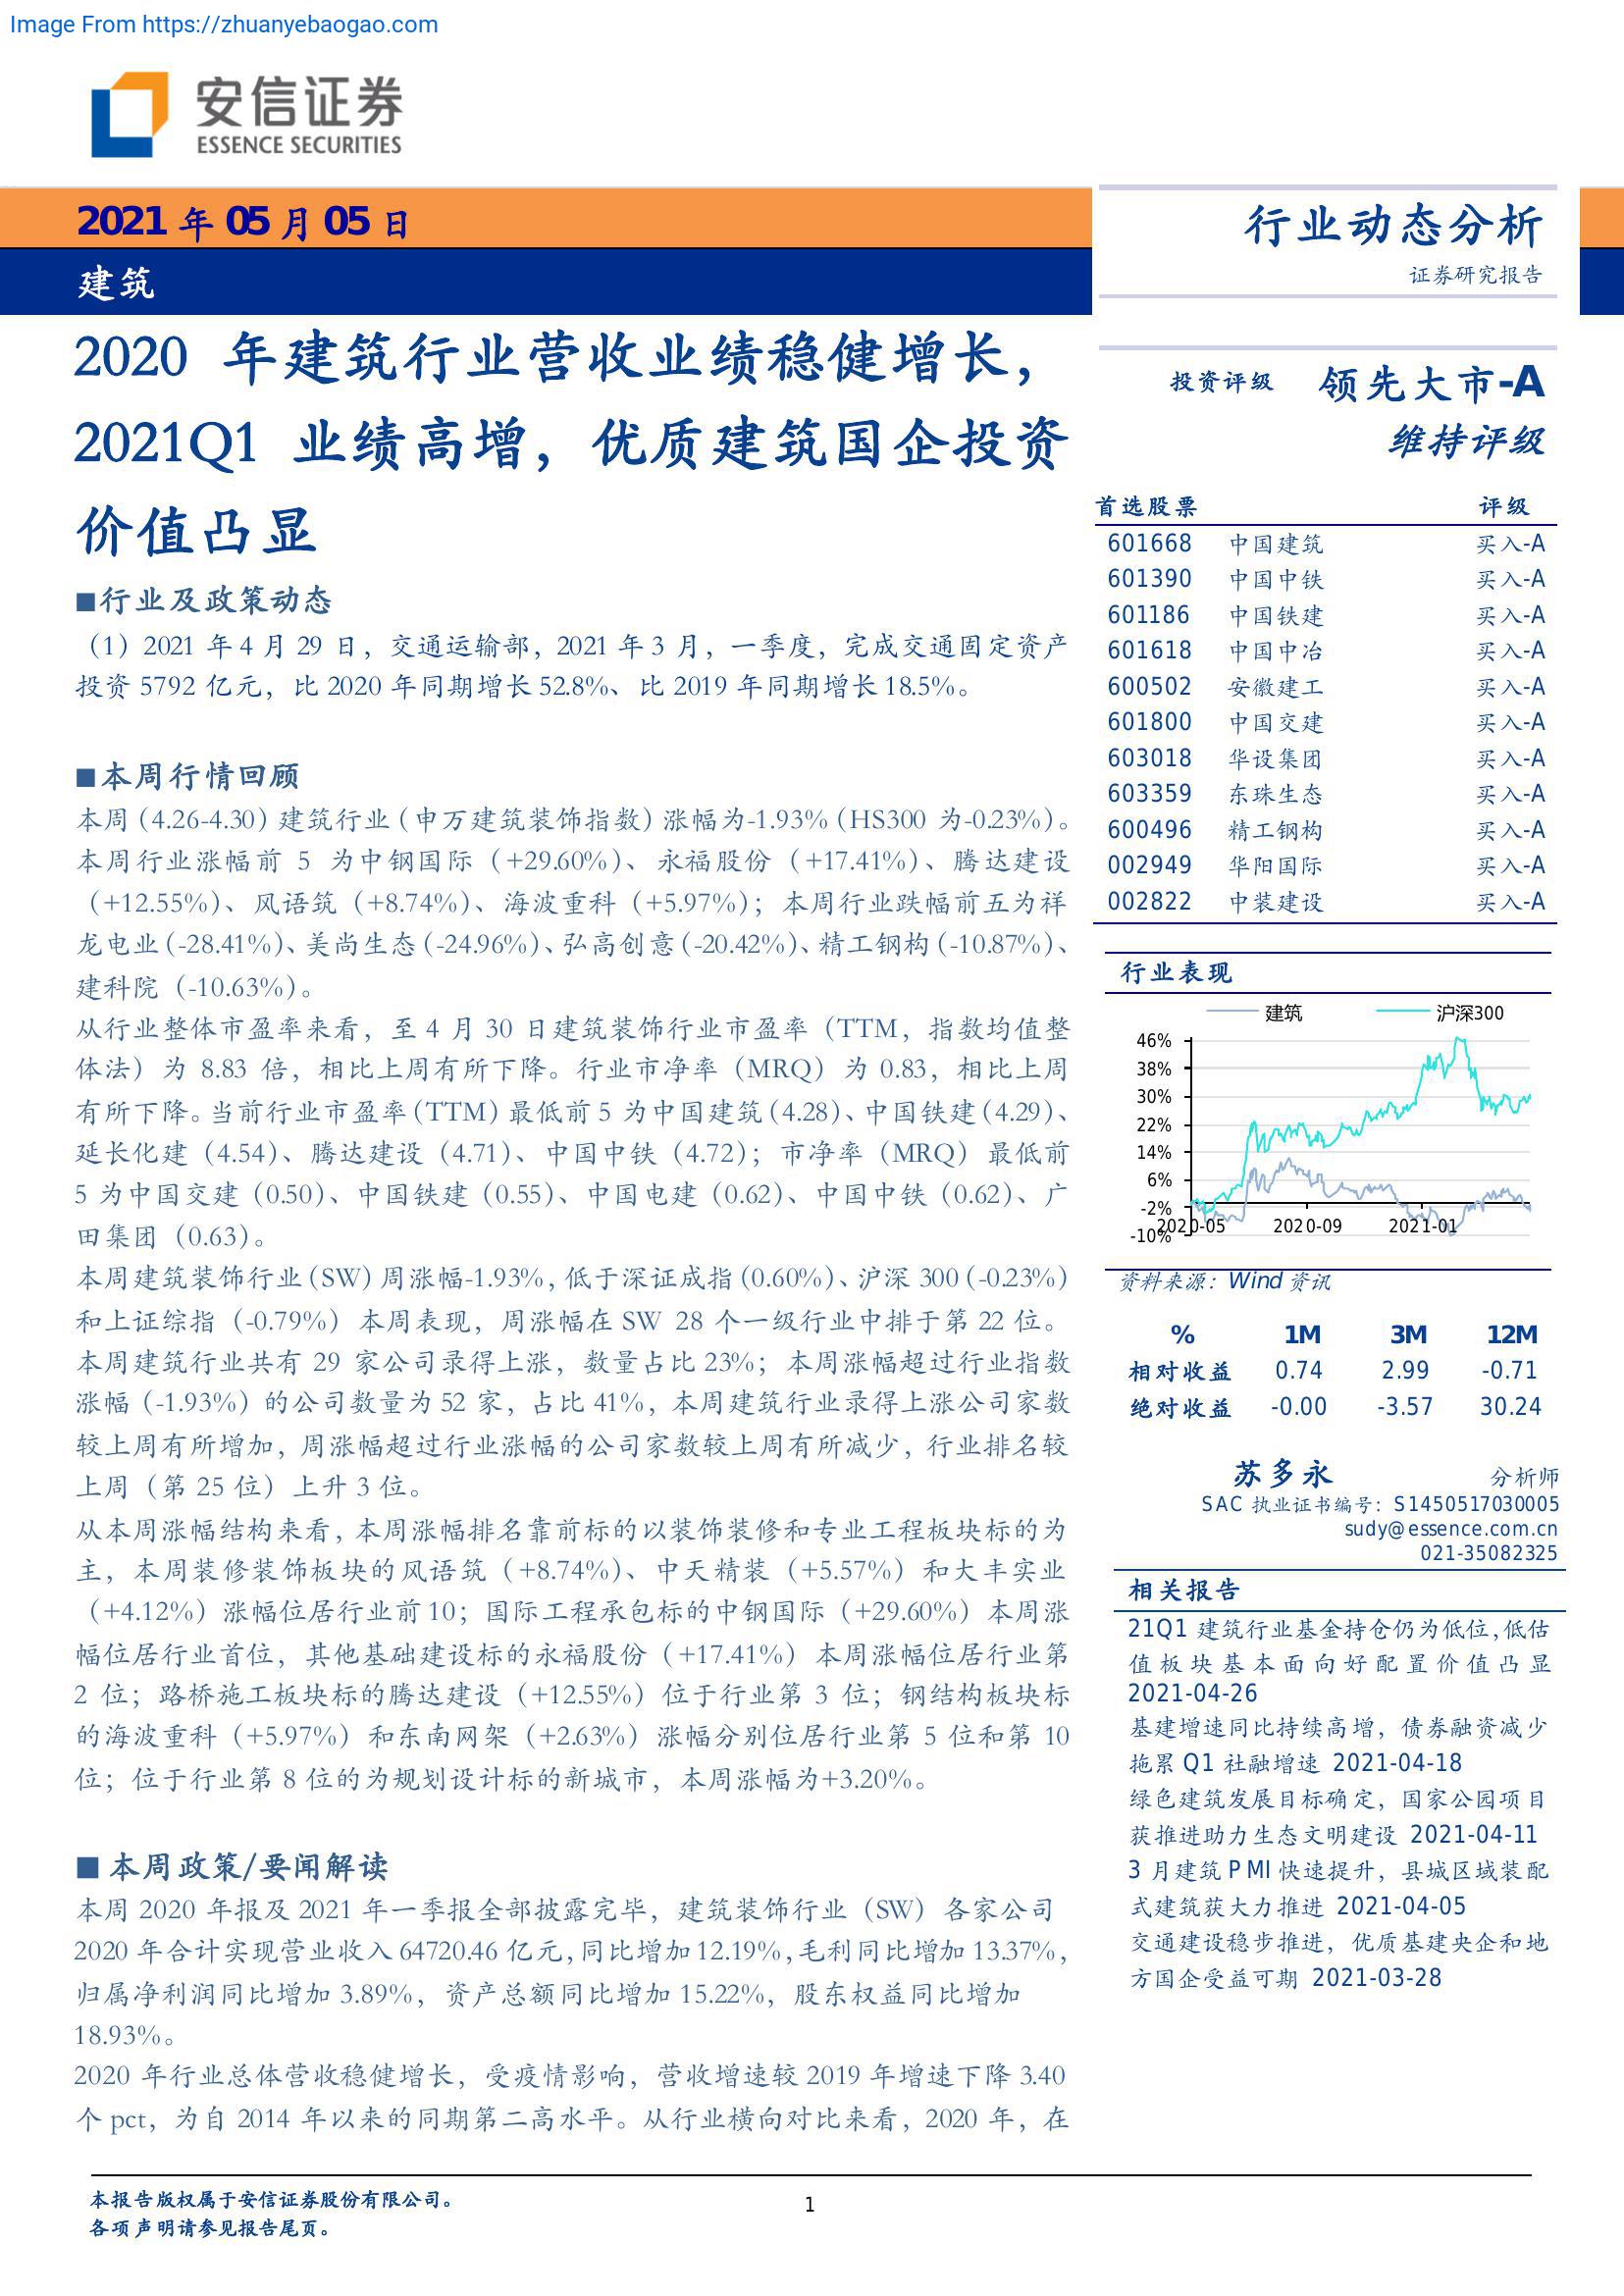 Image From https://zhuanyebaogao.com
安信证券
ESSENCE SECURITIES
2021 年 05 月 05 日
建筑
2020 年建筑行业营收业绩稳健增长，
2021Q1 业绩高增，优质建筑国企投资
价值凸显
■行业及政策动态
（1）2021 年 4 月 29 日，交通运输部，2021 年 3 月，一季度，完成交通固定资产
投资 5792 亿元，比 2020 年同期增长 52.8%、比 2019 年同期增长 18.5%。
■本周行情回顾
本周（4.26-4.30）建筑行业（申万建筑装饰指数）涨幅为-1.93%（HS300 为-0.23%）。
本周行业涨幅前 5 为中钢国际（+29.60%）、永福股份（+17.41%）、腾达建设
（+12.55%）、风语筑（+8.74%）、海波重科（+5.97%）；本周行业跌幅前五为祥
龙电业（-28.41%）、美尚生态（-24.96%）、弘高创意（-20.42%）、精工钢构（-10.87%）、
建科院（-10.63%）。
从行业整体市盈率来看，至 4 月 30 日建筑装饰行业市盈率（TTM，指数均值整
体法）为 8.83 倍，相比上周有所下降。行业市净率（MRQ）为 0.83，相比上周
有所下降。当前行业市盈率（TTM）最低前 5 为中国建筑（4.28）、中国铁建（4.29）、
延长化建（4.54）、腾达建设（4.71）、中国中铁（4.72）；市净率（MRQ）最低前
5 为中国交建（0.50）、中国铁建（0.55）、中国电建（0.62）、中国中铁（0.62）、广
田集团（0.63）。
本周建筑装饰行业（SW）周涨幅-1.93%，低于深证成指（0.60%）、沪深 300（-0.23%）
和上证综指（-0.79%）本周表现，周涨幅在 SW 28 个一级行业中排于第 22 位。
本周建筑行业共有 29 家公司录得上涨，数量占比 23%；本周涨幅超过行业指数
涨幅（-1.93%）的公司数量为 52 家，占比 41%，本周建筑行业录得上涨公司家数
较上周有所增加，周涨幅超过行业涨幅的公司家数较上周有所减少，行业排名较
上周（第 25 位）上升 3 位。
从本周涨幅结构来看，本周涨幅排名靠前标的以装饰装修和专业工程板块标的为
主，本周装修装饰板块的风语筑（+8.74%）、中天精装（+5.57%）和大丰实业
（+4.12%）涨幅位居行业前 10；国际工程承包标的中钢国际（+29.60%）本周涨
幅位居行业首位，其他基础建设标的永福股份（+17.41%）本周涨幅位居行业第
2 位；路桥施工板块标的腾达建设（+12.55%）位于行业第 3 位；钢结构板块标
的海波重科（+5.97%）和东南网架（+2.63%）涨幅分别位居行业第 5 位和第 10
位；位于行业第 8 位的为规划设计标的新城市，本周涨幅为+3.20%。
■ 本周政策/要闻解读
本周 2020 年报及 2021 年一季报全部披露完毕，建筑装饰行业（SW）各家公司
2020 年合计实现营业收入 64720.46 亿元，同比增加 12.19%，毛利同比增加 13.37%，
归属净利润同比增加 3.89%，资产总额同比增加 15.22%，股东权益同比增加
18.93%。
2020 年行业总体营收稳健增长，受疫情影响，营收增速较 2019 年增速下降 3.40
个 pct，为自 2014 年以来的同期第二高水平。从行业横向对比来看，2020 年，在
行业动态分析
证券研究报告
投资评级 领先大市-A
维持评级
首选股票 评级
601668 中国建筑 买入-A
601390 中国中铁 买入-A
601186 中国铁建 买入-A
601618 中国中冶 买入-A
600502 安徽建工 买入-A
601800 中国交建 买入-A
603018 华设集团 买入-A
603359 东珠生态 买入-A
600496 精工钢构 买入-A
002949 华阳国际 买入-A
002822 中装建设 买入-A
行业表现
建筑 沪深300
46%
38%
30%
22%
14%
6%
-2%
-10%
2020-05 2020-09 2021-01
资料来源：Wind 资讯
% 1M 3M 12M
相对收益 0.74 2.99 -0.71
绝对收益 -0.00 -3.57 30.24
苏多永 分析师
SAC 执业证书编号：S1450517030005
sudy@essence.com.cn
021-35082325
相关报告
21Q1 建筑行业基金持仓仍为低位，低估
值板块基本面向好配置价值凸显
2021-04-26
基建增速同比持续高增，债券融资减少
拖累 Q1 社融增速 2021-04-18
绿色建筑发展目标确定，国家公园项目
获推进助力生态文明建设 2021-04-11
3 月建筑 PMI 快速提升，县城区域装配
式建筑获大力推进 2021-04-05
交通建设稳步推进，优质基建央企和地
方国企受益可期 2021-03-28
本报告版权属于安信证券股份有限公司。
各项声明请参见报告尾页。
1